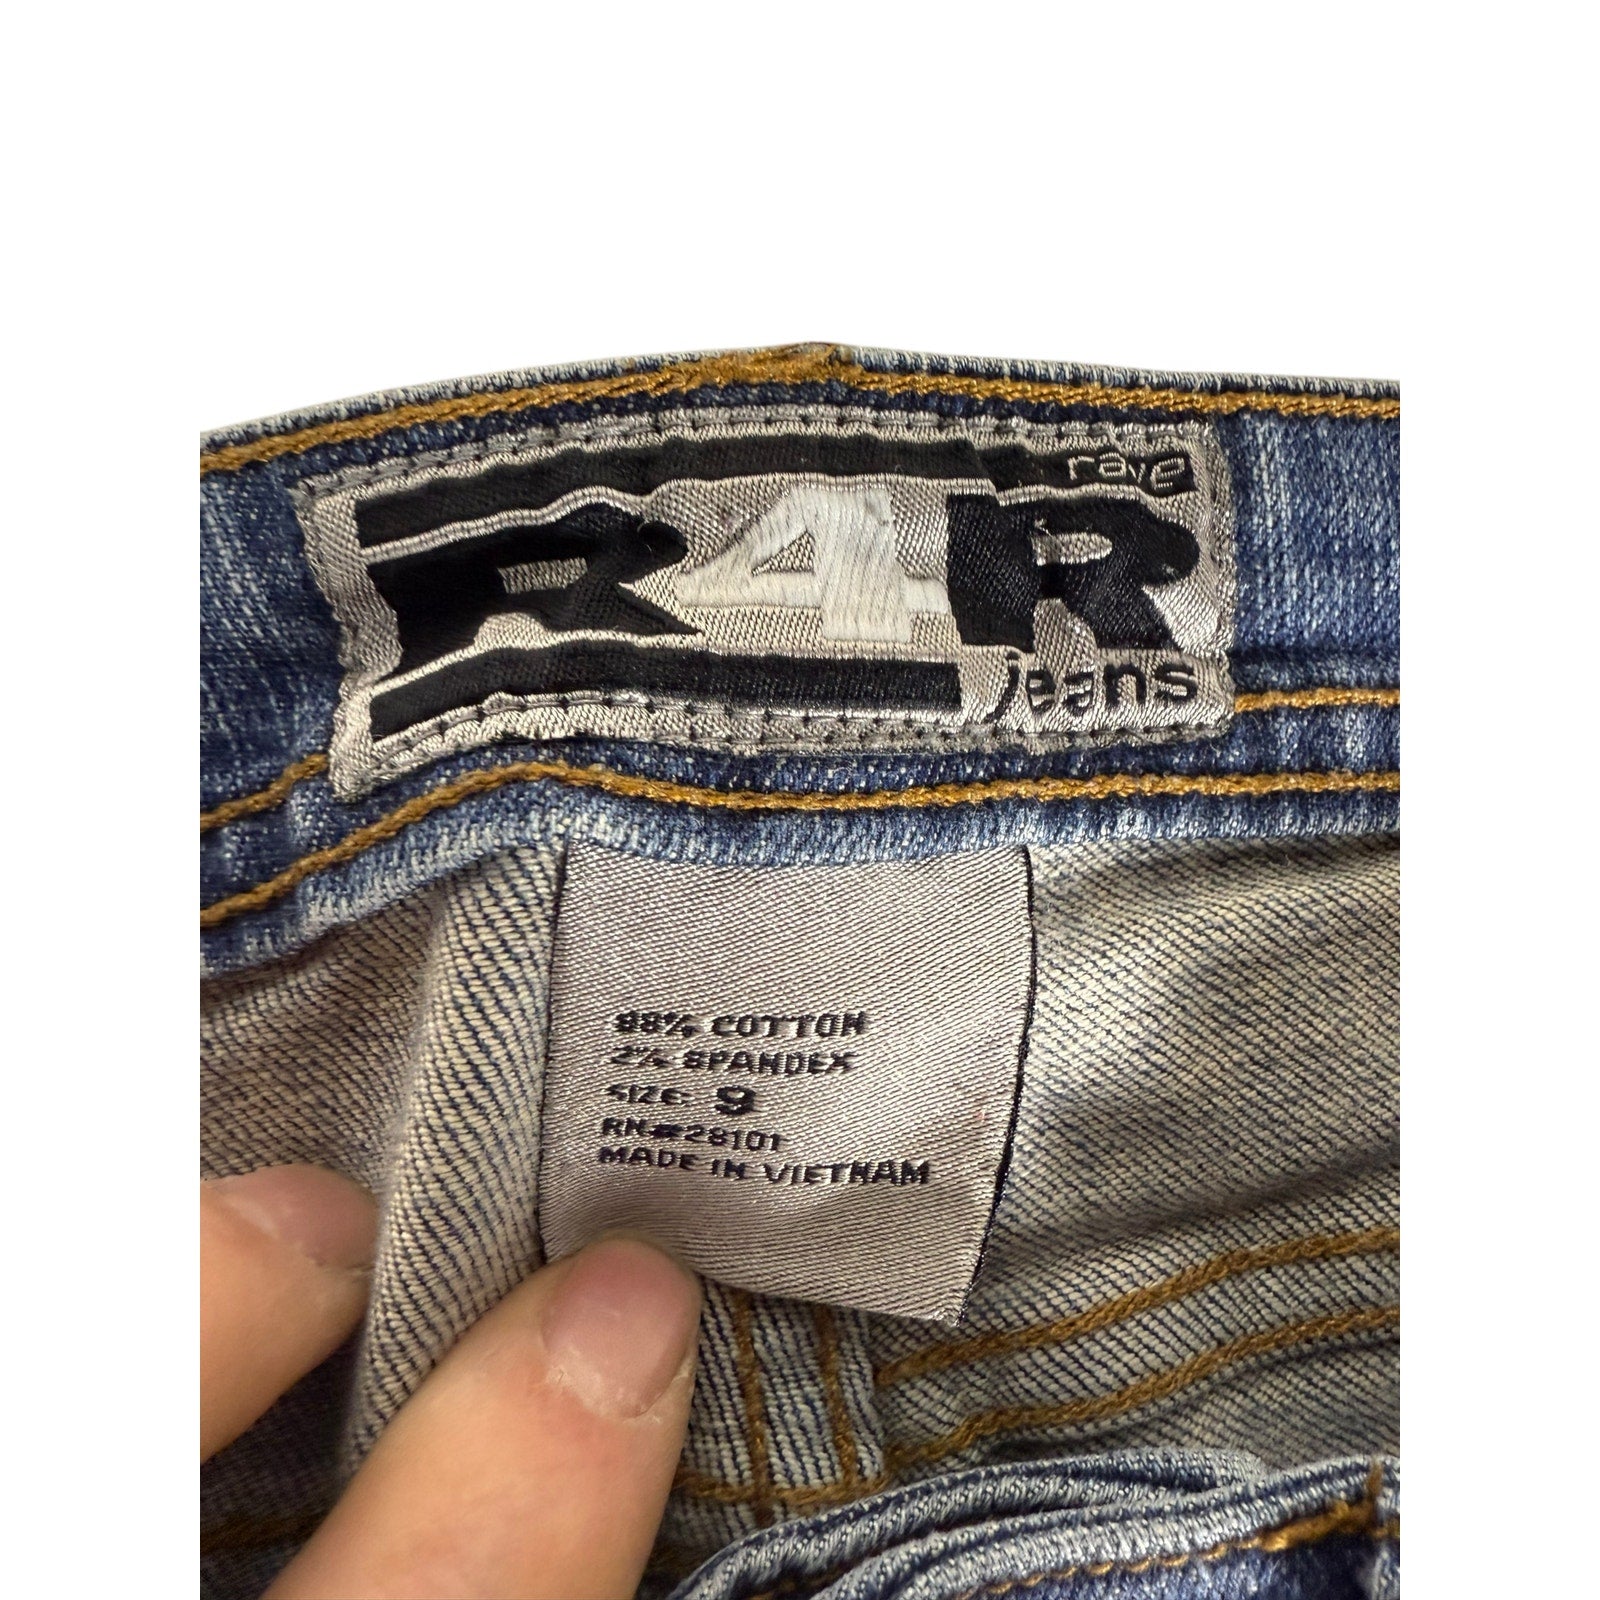 rave
R4R
jeans
98% COTTON
2% SPANDEX
SIZE: 9
RN#28101
MADE IN VIETNAM